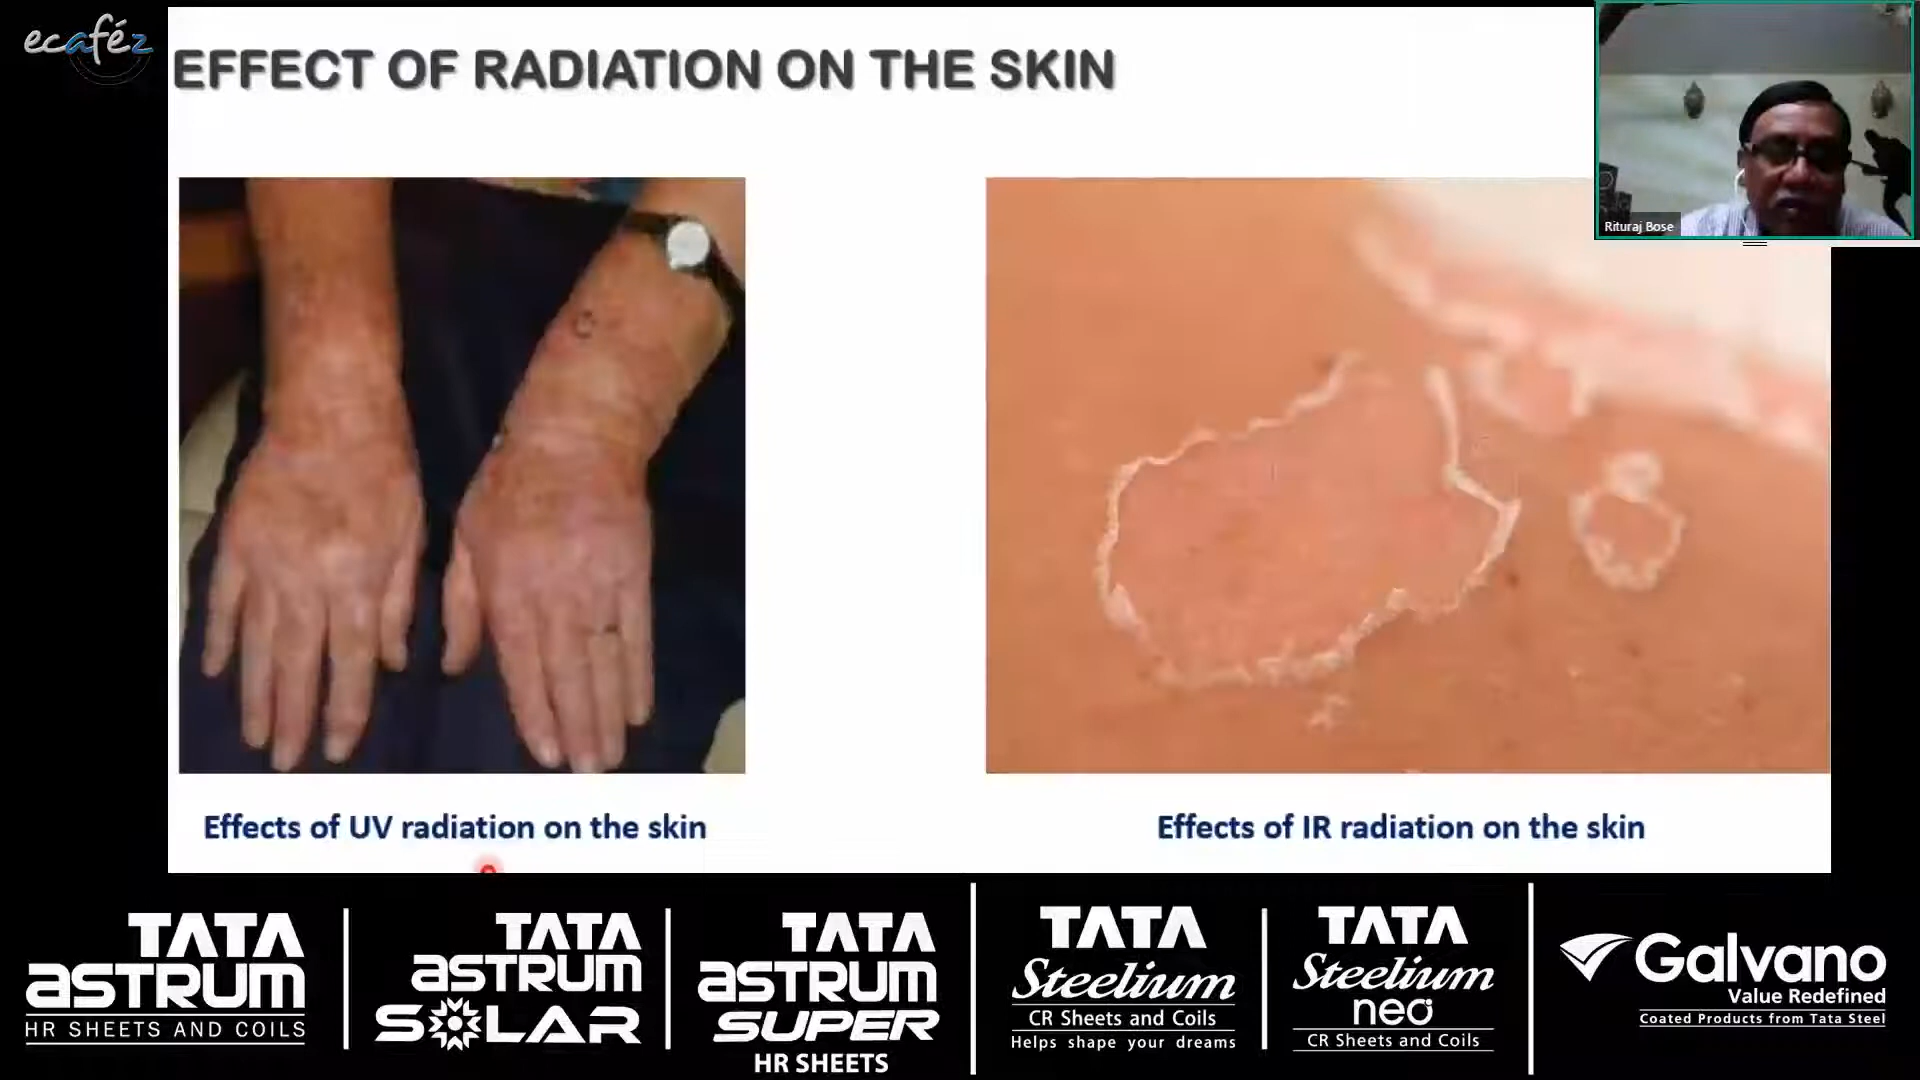 ecaféz
EFFECT OF RADIATION ON THE SKIN
Rituraj Bose
Effects of UV radiation on the skin
Effects of IR radiation on the skin
TATA
ASTRUM
HR SHEETS AND COILS
TATA
ASTRUM
SOLAR
TATA
ASTRUM
SUPER
HR SHEETS
TATA
Steelium
CR Sheets and Coils
Helps shape your dreams
TATA
Steelium
neo
CR Sheets and Coils
Galvano
Value Redefined
Coated Products from Tata Steel